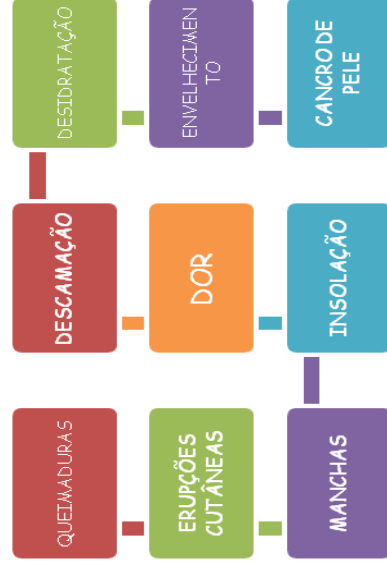 QUEIMADURAS
ERUPÇÕES
CUTÂNEAS
MANCHAS
INSOLAÇÃO
DOR
DESCAMAÇÃO
DESIDRATAÇÃO
ENVELHECIMEN
TO
CANCRO DE
PELE